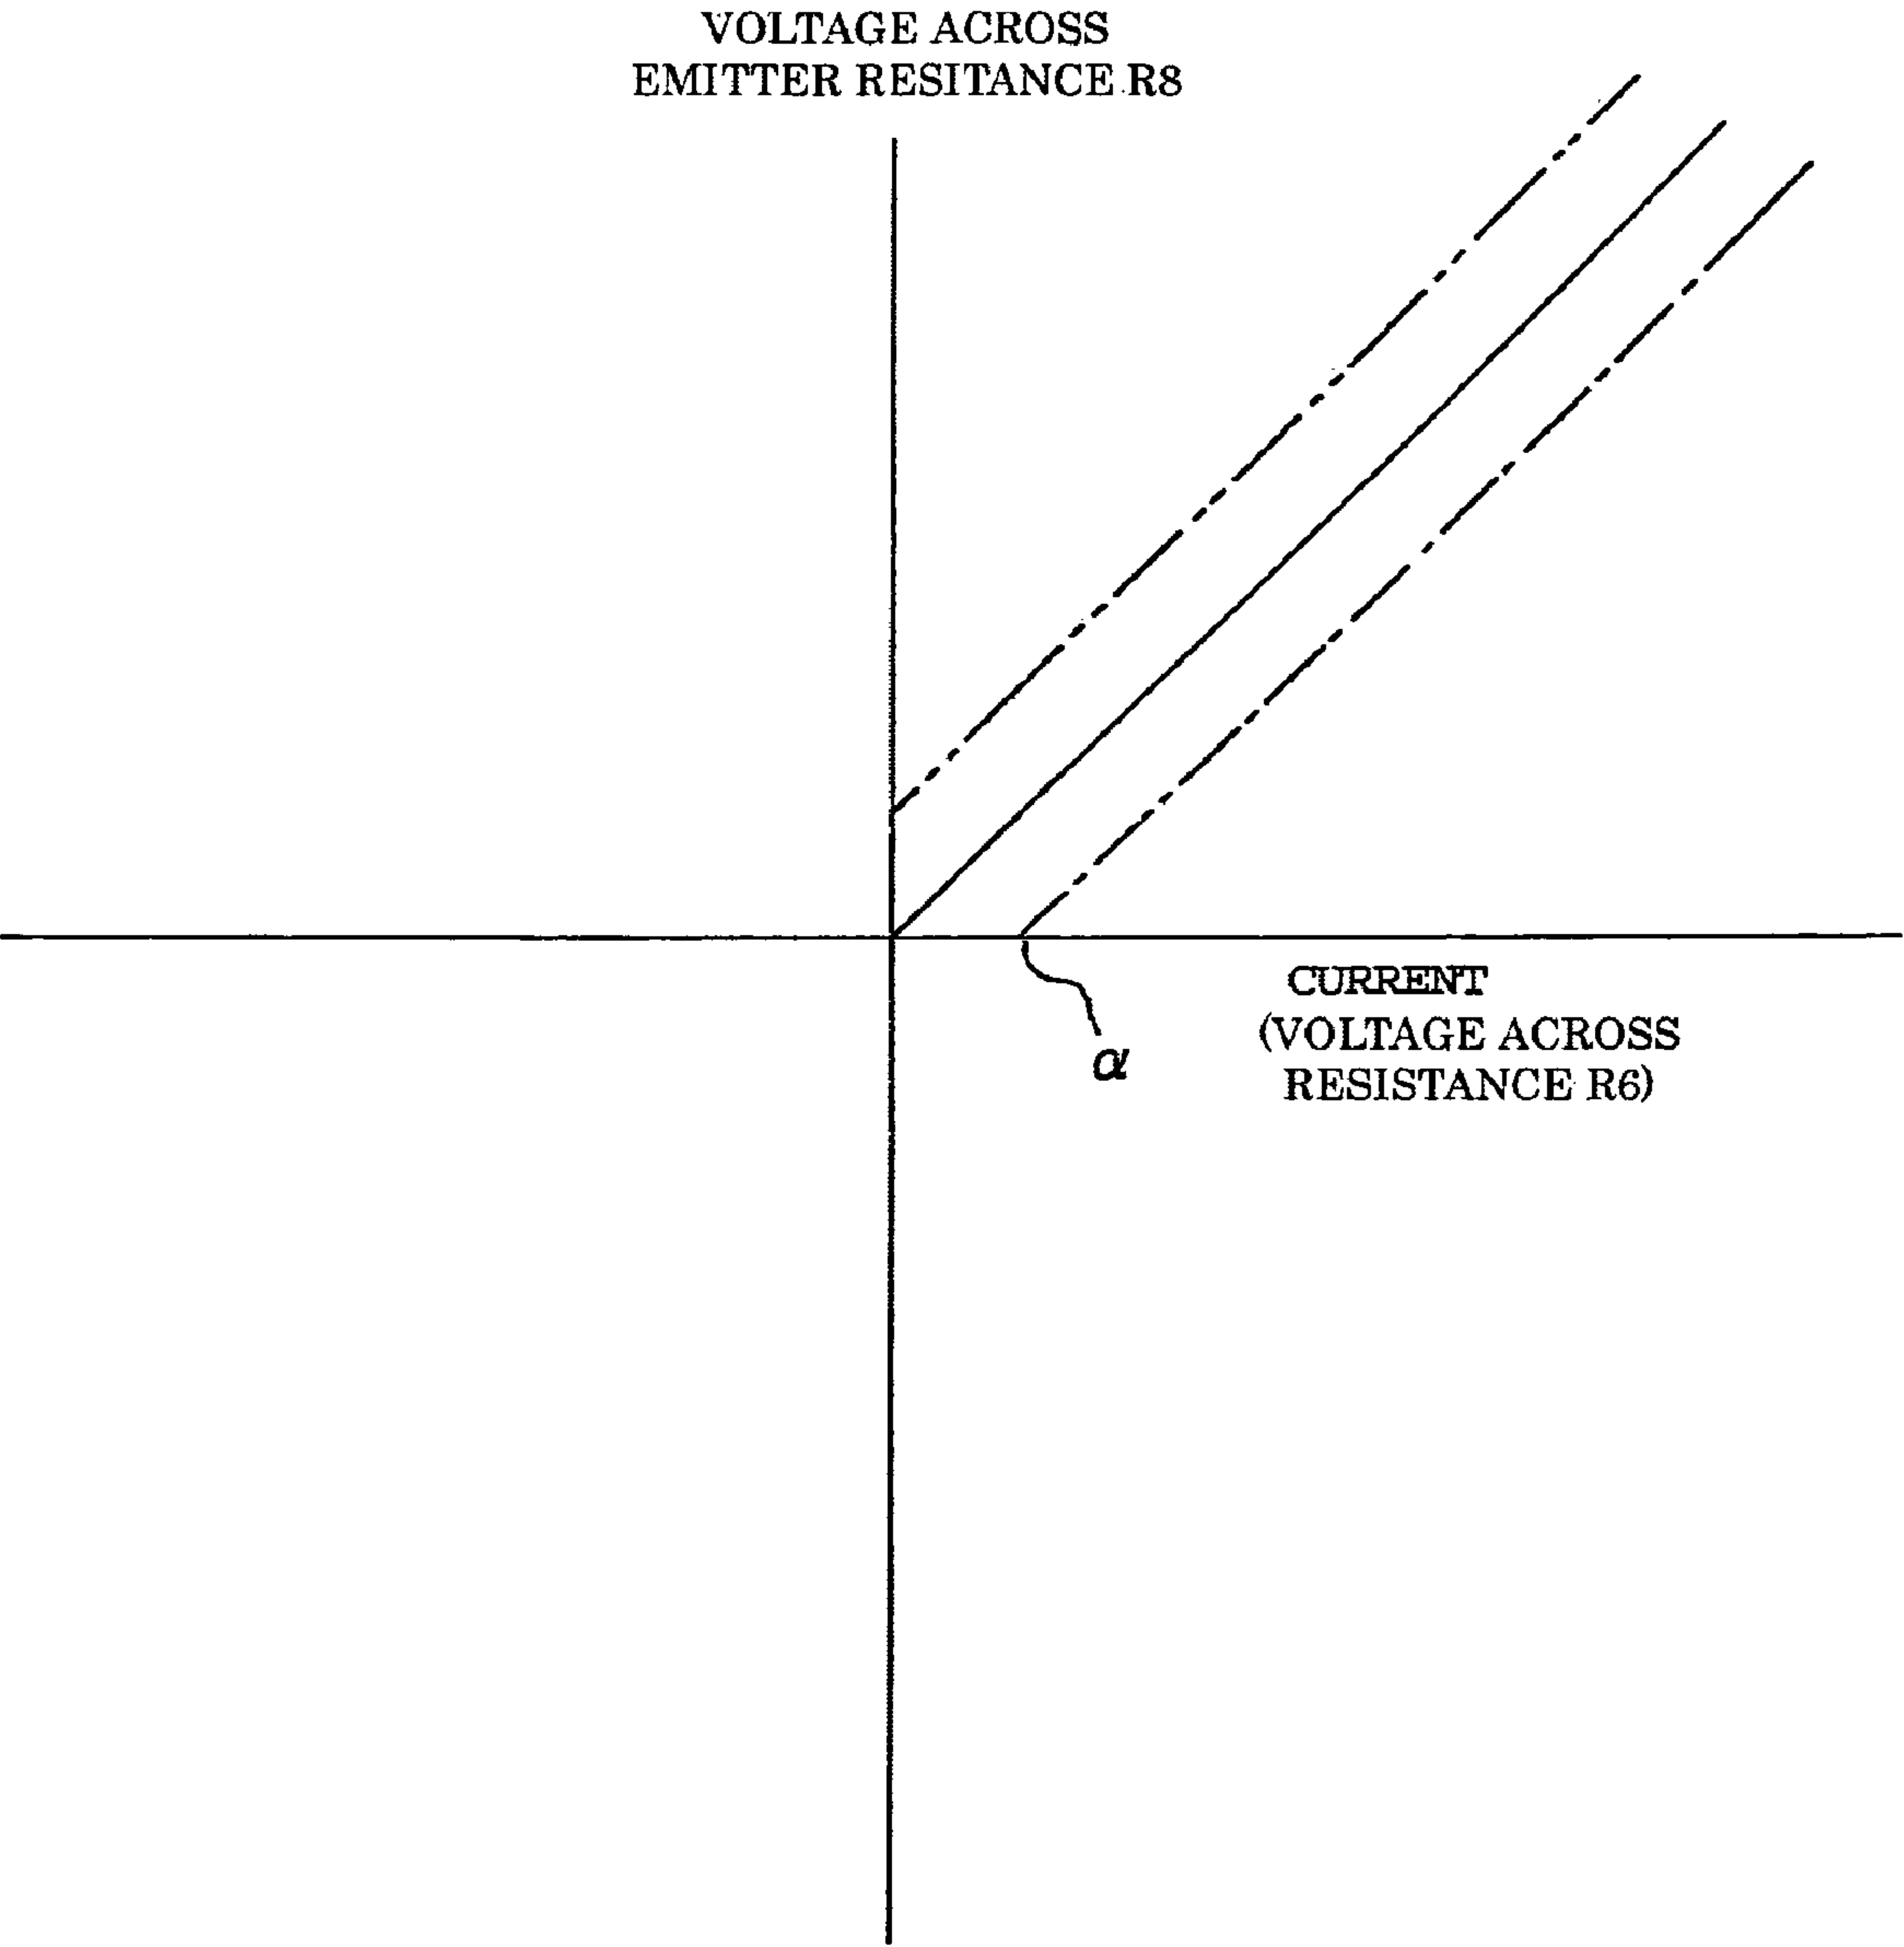 VOLTAGE ACROSS
EMITTER RESITANCE R8
CURRENT
(VOLTAGE ACROSS
RESISTANCE R6)
α